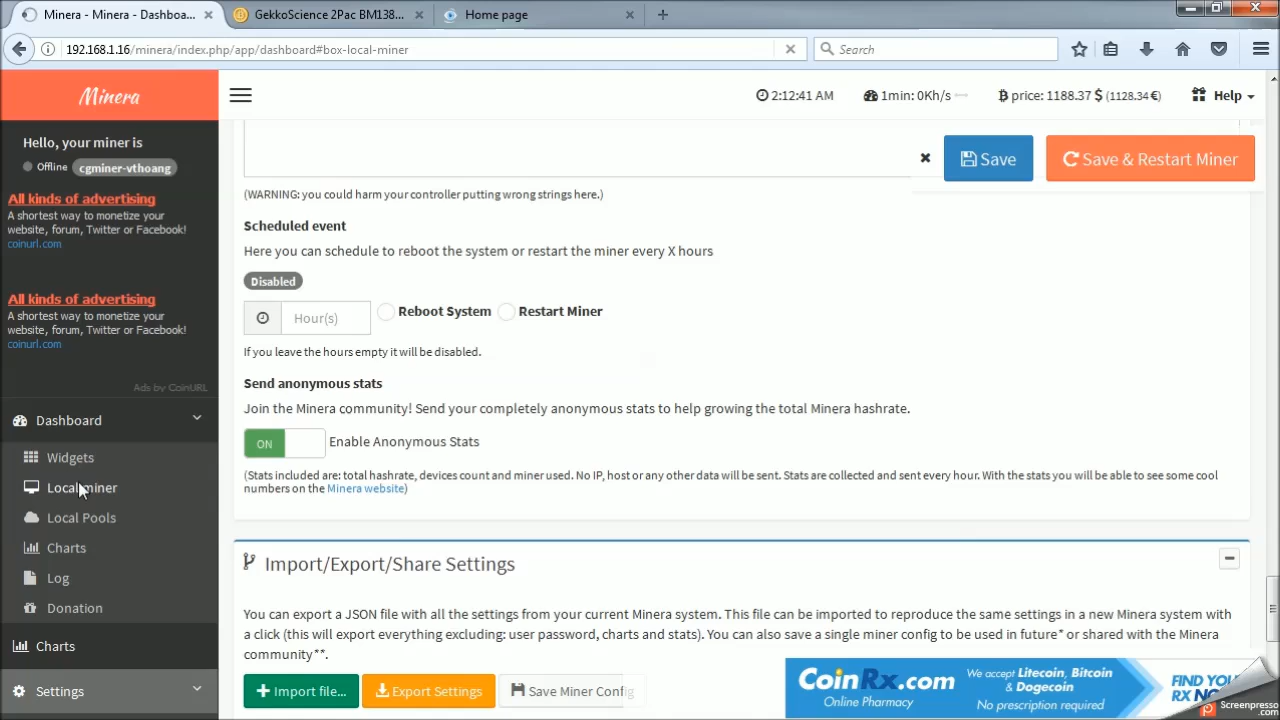 Minera - Minera - Dashboa...
GekkoScience 2Pac BM138...
Home page
192.168.1.16/minera/index.php/app/dashboard#box-local-miner
Search
Minera
2:12:41 AM
1min: 0Kh/s
price: 1188.37 $ (1128.34 €)
Help
Hello, your miner is
Offline
cgminer-vthoang
Save
Save & Restart Miner
All kinds of advertising
A shortest way to monetize your
website, forum, Twitter or Facebook!
coinurl.com
All kinds of advertising
A shortest way to monetize your
website, forum, Twitter or Facebook!
coinurl.com
Ads by CoinURL
Dashboard
Widgets
Local miner
Local Pools
Charts
Log
Donation
Charts
Settings
(WARNING: you could harm your controller putting wrong strings here.)
Scheduled event
Here you can schedule to reboot the system or restart the miner every X hours
Disabled
Hour(s)
Reboot System
Restart Miner
If you leave the hours empty it will be disabled.
Send anonymous stats
Join the Minera community! Send your completely anonymous stats to help growing the total Minera hashrate.
ON
Enable Anonymous Stats
(Stats included are: total hashrate, devices count and miner used. No IP, host or any other data will be sent. Stats are collected and sent every hour. With the stats you will be able to see some cool
numbers on the Minera website)
Import/Export/Share Settings
You can export a JSON file with all the settings from your current Minera system. This file can be imported to reproduce the same settings in a new Minera system with
a click (this will export everything excluding: user password, charts and stats). You can also save a single miner config to be used in future* or shared with the Minera
community**.
Import file...
Export Settings
Save Miner Config
CoinRx.com
Online Pharmacy
We accept Litecoin, Bitcoin
& Dogecoin
No prescription required
FIND YOU
RX NO
Screenpresso
.com